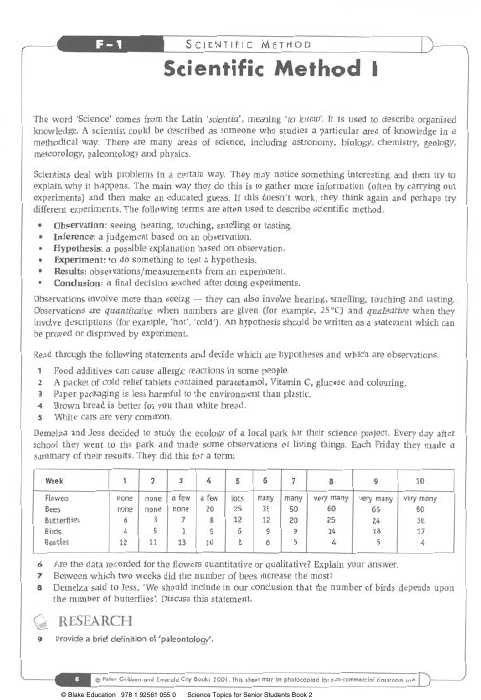 F-1
SCIENTIFIC METHOD
Scientific Method I
The word 'Science' comes from the Latin 'scientia', meaning 'to know'. It is used to describe organised
knowledge. A scientist could be described as someone who studies a particular area of knowledge in a
methodical way. There are many areas of science, including astronomy, biology, chemistry, geology,
meteorology, paleontology and physics.
Scientists deal with problems in a certain way. They may notice something interesting and then try to
explain why it happens. The main way they do this is to gather more information (often by carrying out
experiments) and then make an educated guess. If this doesn't work, they think again and perhaps try
different experiments. The following terms are often used to describe scientific method.
• Observation: seeing, hearing, touching, smelling or tasting.
• Inference: a judgement based on an observation.
• Hypothesis: a possible explanation based on observation.
• Experiment: to do something to test a hypothesis.
• Results: observations/measurements from an experiment.
• Conclusion: a final decision reached after doing experiments.
Observations involve more than seeing — they can also involve hearing, smelling, touching and tasting.
Observations are quantitative when numbers are given (for example, 25°C) and qualitative when they
involve descriptions (for example, 'hot', 'cold'). An hypothesis should be written as a statement which can
be proved or disproved by experiment.
Read through the following statements and decide which are hypotheses and which are observations.
1 Food additives can cause allergic reactions in some people.
2 A packet of cold relief tablets contained paracetamol, Vitamin C, glucose and colouring.
3 Paper packaging is less harmful to the environment than plastic.
4 Brown bread is better for you than white bread.
5 White cars are very common.
Demelza and Jess decided to study the ecology of a local park for their science project. Every day after
school they went to the park and made some observations of living things. Each Friday they made a
summary of their results. They did this for a term.
Week 1 2 3 4 5 6 7 8 9 10
Flowers none none a few a few lots many many very many very many very many
Bees none none none 20 25 35 50 60 65 80
Butterflies 6 3 7 8 12 12 20 25 24 30
Birds 4 5 3 5 6 9 9 14 18 17
Beetles 12 11 13 10 8 6 5 4 5 4
6 Are the data recorded for the flowers quantitative or qualitative? Explain your answer.
7 Between which two weeks did the number of bees increase the most?
8 Demelza said to Jess, 'We should include in our conclusion that the number of birds depends upon
the number of butterflies'. Discuss this statement.
RESEARCH
9 Provide a brief definition of 'paleontology'.
© Peter and Emerald City Books 2001. This sheet may be photocopied for non-commercial classroom use.
© Blake Education 978 1 92561 055 0 Science Topics for Senior Students Book 2